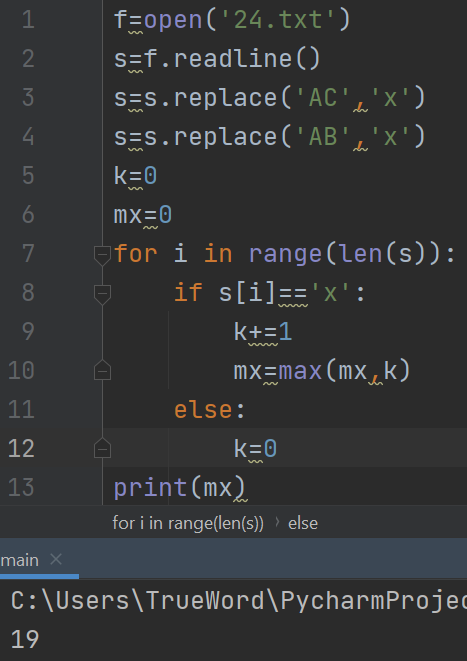 1 f=open('24.txt')
2 s=f.readline()
3 s=s.replace('AC','x')
4 s=s.replace('AB','x')
5 k=0
6 mx=0
7 for i in range(len(s)):
8 if s[i]=='x':
9 k+=1
10 mx=max(mx,k)
11 else:
12 k=0
13 print(mx)
for i in range(len(s)) › else
main ×
C:\Users\TrueWord\PycharmProjec
19